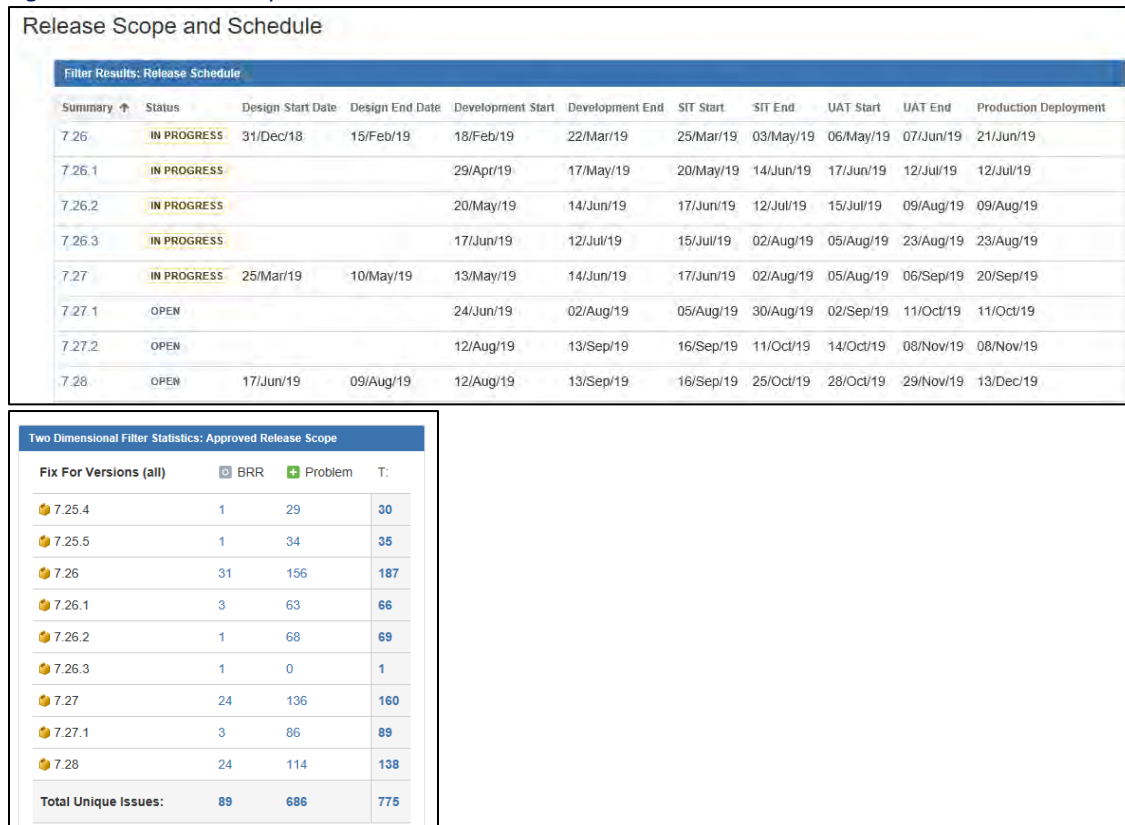 Release Scope and Schedule
Filter Results: Release Schedule
Summary ↑ Status Design Start Date Design End Date Development Start Development End SIT Start SIT End UAT Start UAT End Production Deployment
7.26 IN PROGRESS 31/Dec/18 15/Feb/19 18/Feb/19 22/Mar/19 25/Mar/19 03/May/19 06/May/19 07/Jun/19 21/Jun/19
7.26.1 IN PROGRESS 29/Apr/19 17/May/19 20/May/19 14/Jun/19 17/Jun/19 12/Jul/19 12/Jul/19
7.26.2 IN PROGRESS 20/May/19 14/Jun/19 17/Jun/19 12/Jul/19 15/Jul/19 09/Aug/19 09/Aug/19
7.26.3 IN PROGRESS 17/Jun/19 12/Jul/19 15/Jul/19 02/Aug/19 05/Aug/19 23/Aug/19 23/Aug/19
7.27 IN PROGRESS 25/Mar/19 10/May/19 13/May/19 14/Jun/19 17/Jun/19 02/Aug/19 05/Aug/19 06/Sep/19 20/Sep/19
7.27.1 OPEN 24/Jun/19 02/Aug/19 05/Aug/19 30/Aug/19 02/Sep/19 11/Oct/19 11/Oct/19
7.27.2 OPEN 12/Aug/19 13/Sep/19 16/Sep/19 11/Oct/19 14/Oct/19 08/Nov/19 08/Nov/19
7.28 OPEN 17/Jun/19 09/Aug/19 12/Aug/19 13/Sep/19 16/Sep/19 25/Oct/19 28/Oct/19 29/Nov/19 13/Dec/19
Two Dimensional Filter Statistics: Approved Release Scope
Fix For Versions (all) BRR Problem T:
7.25.4 1 29 30
7.25.5 1 34 35
7.26 31 156 187
7.26.1 3 63 66
7.26.2 1 68 69
7.26.3 1 0 1
7.27 24 136 160
7.27.1 3 86 89
7.28 24 114 138
Total Unique Issues: 89 686 775